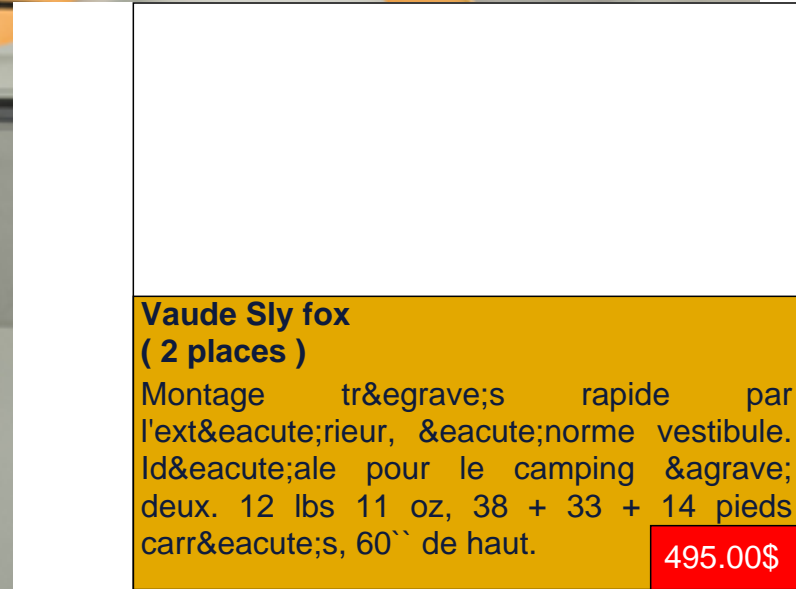 Vaude Sly fox
( 2 places )
Montage tr&egrave;s rapide par
l'ext&eacute;rieur, &eacute;norme vestibule.
Id&eacute;ale pour le camping &agrave;
deux. 12 lbs 11 oz, 38 + 33 + 14 pieds
carr&eacute;s, 60`` de haut.
495.00$